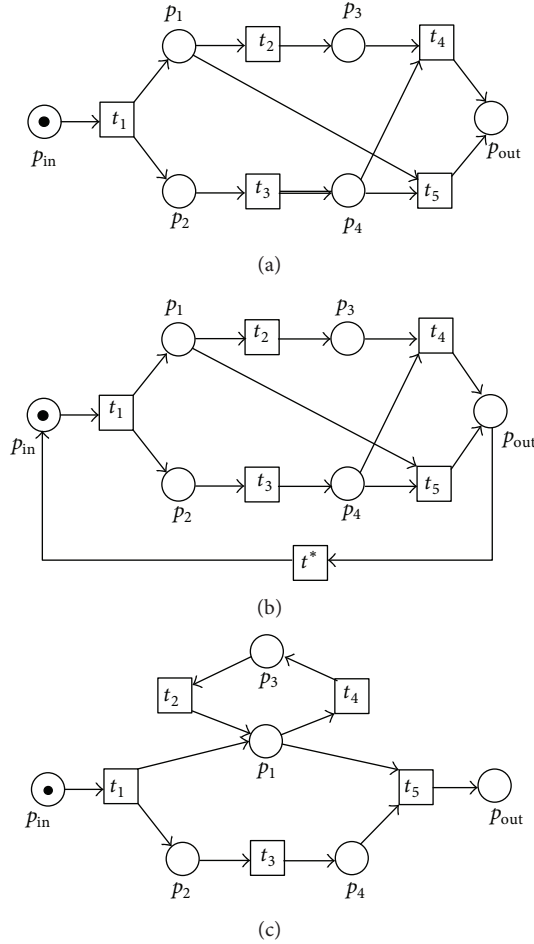 p1 p3
t2 t4
t1
pin pout
t3 t5
p2 p4
(a)
p1 p3
t2 t4
t1
pin pout
t3 t5
p2 p4
t*
(b)
p3
t2 t4
p1
t1 t5
pin pout
t3
p2 p4
(c)